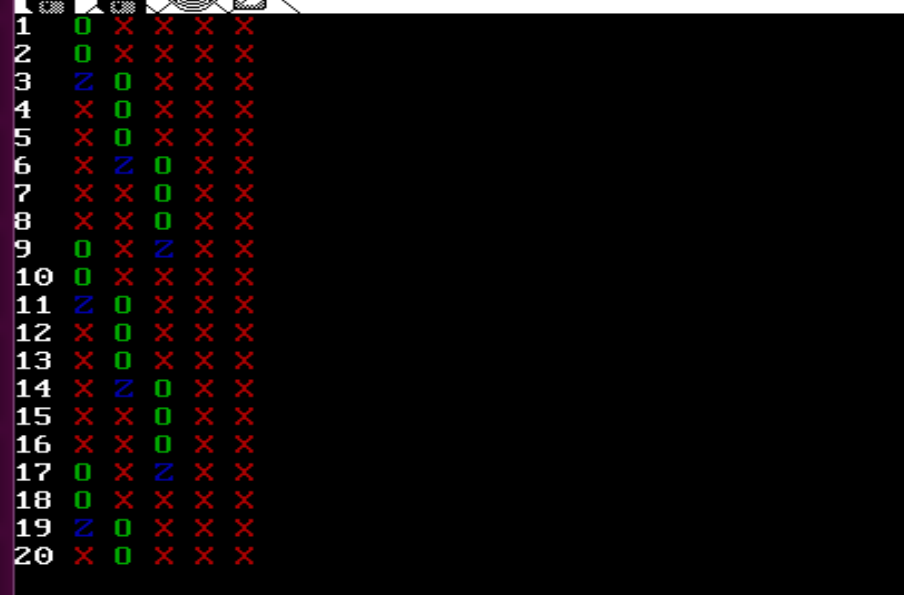 1 O X X X X
2 O X X X X
3 Z O X X X
4 X O X X X
5 X O X X X
6 X Z O X X
7 X X O X X
8 X X O X X
9 O X Z X X
10 O X X X X
11 Z O X X X
12 X O X X X
13 X O X X X
14 X Z O X X
15 X X O X X
16 X X O X X
17 O X Z X X
18 O X X X X
19 Z O X X X
20 X O X X X